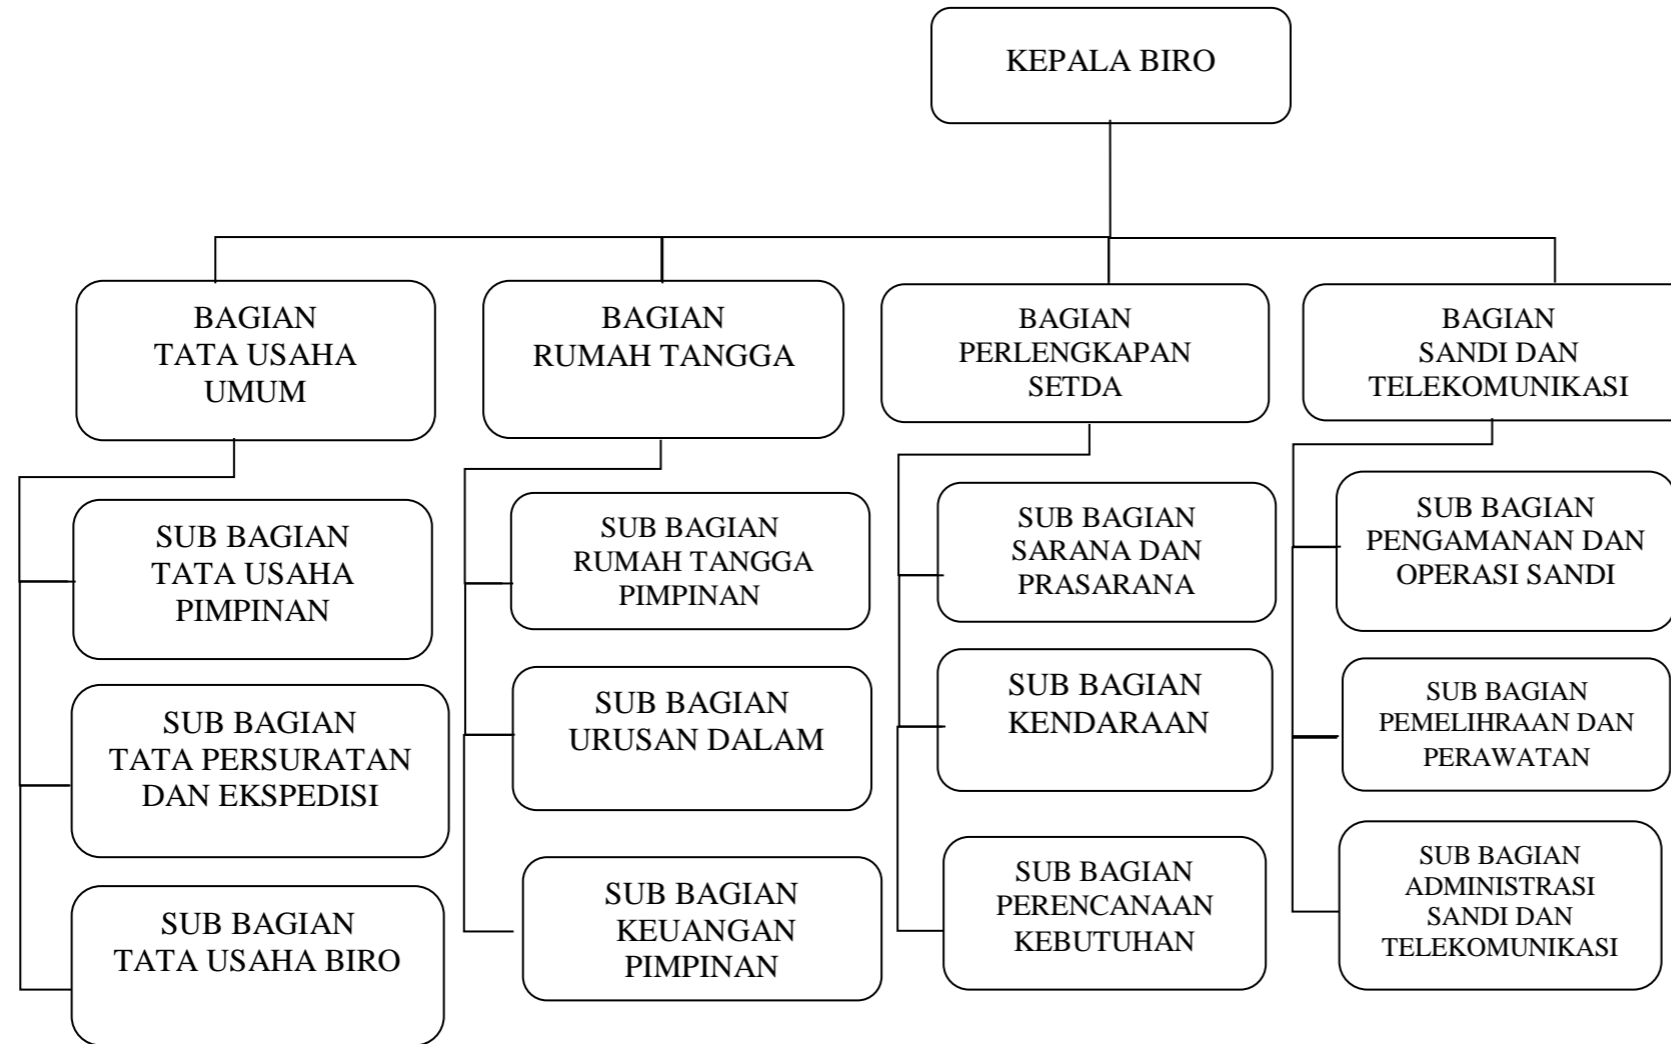 KEPALA BIRO
BAGIAN
TATA USAHA
UMUM
BAGIAN
RUMAH TANGGA
BAGIAN
PERLENGKAPAN
SETDA
BAGIAN
SANDI DAN
TELEKOMUNIKASI
SUB BAGIAN
TATA USAHA
PIMPINAN
SUB BAGIAN
TATA PERSURATAN
DAN EKSPEDISI
SUB BAGIAN
TATA USAHA BIRO
SUB BAGIAN
RUMAH TANGGA
PIMPINAN
SUB BAGIAN
URUSAN DALAM
SUB BAGIAN
KEUANGAN
PIMPINAN
SUB BAGIAN
SARANA DAN
PRASARANA
SUB BAGIAN
KENDARAAN
SUB BAGIAN
PERENCANAAN
KEBUTUHAN
SUB BAGIAN
PENGAMANAN DAN
OPERASI SANDI
SUB BAGIAN
PEMELIHRAAN DAN
PERAWATAN
SUB BAGIAN
ADMINISTRASI
SANDI DAN
TELEKOMUNIKASI